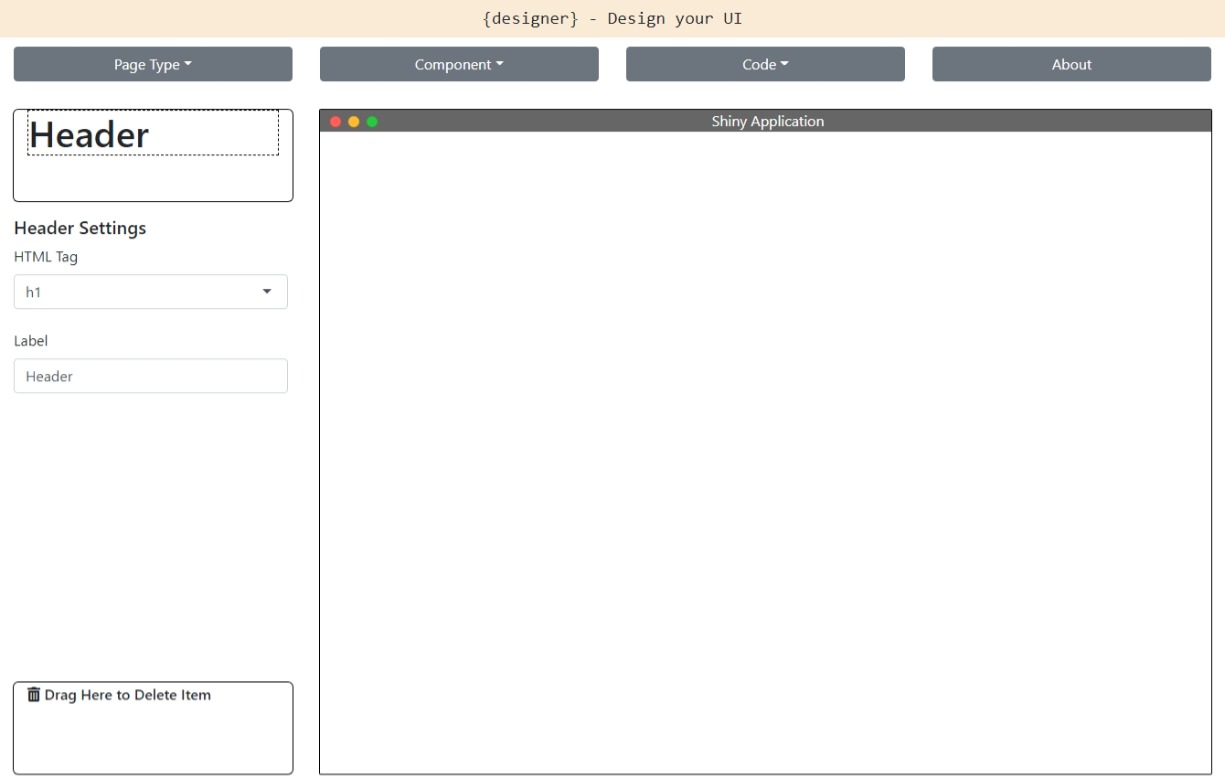 {designer} - Design your UI
Page Type
Component
Code
About
Header
Shiny Application
Header Settings
HTML Tag
h1
Label
Header
Drag Here to Delete Item